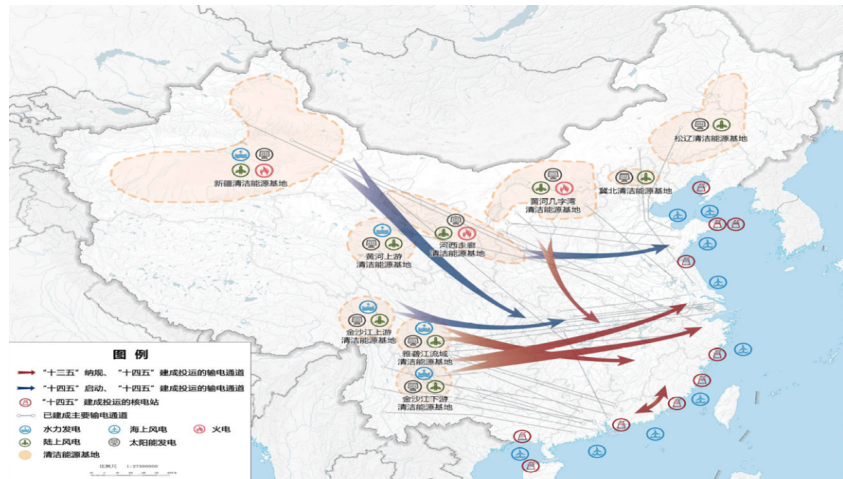 松辽清洁能源基地
新疆清洁能源基地
冀北清洁能源基地
黄河几字湾
清洁能源基地
黄河上游
清洁能源基地
河西走廊
清洁能源基地
金沙江上游
清洁能源基地
雅砻江流域
清洁能源基地
金沙江下游
清洁能源基地
图 例
“十三五”纳规、“十四五”建成投运的输电通道
“十四五”启动、“十四五”建成投运的输电通道
“十四五”建成投运的核电站
已建成主要输电通道
水力发电 海上风电 火电
陆上风电 太阳能发电
清洁能源基地